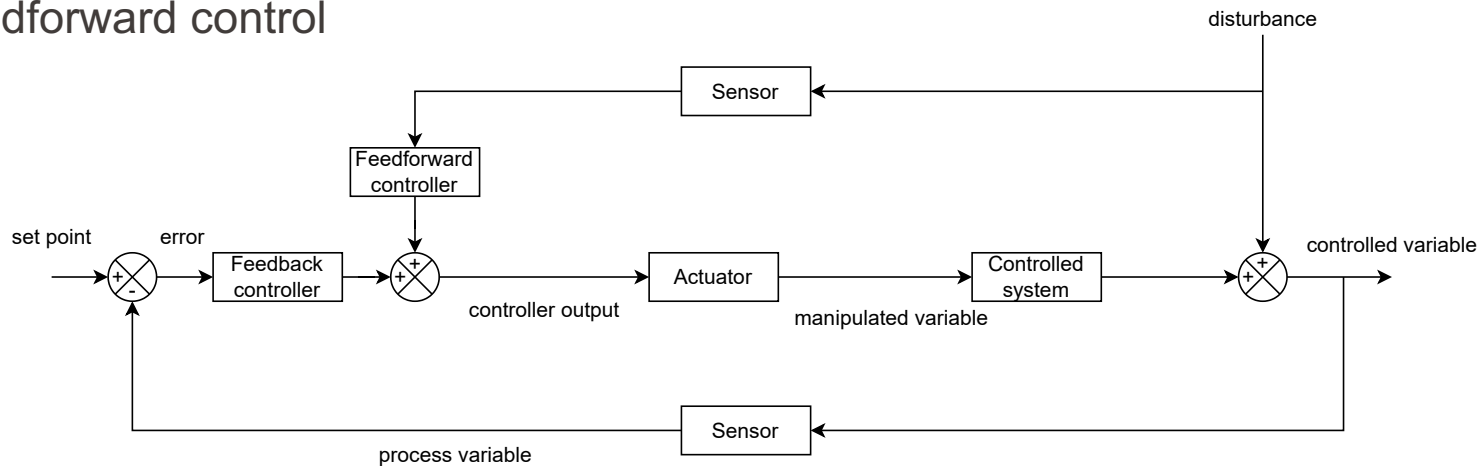 dforward control
disturbance
Sensor
Feedforward
controller
set point
error
+
-
Feedback
controller
+
+
controller output
Actuator
manipulated variable
Controlled
system
+
+
controlled variable
Sensor
process variable